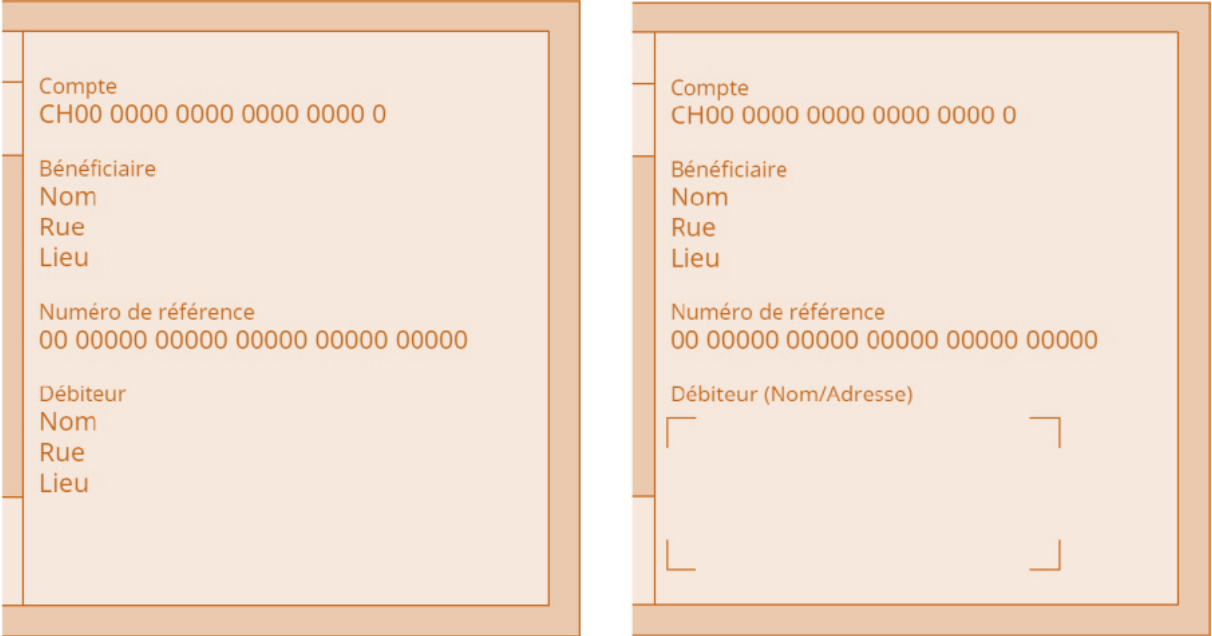 Compte
CH00 0000 0000 0000 0000 0
Bénéficiaire
Nom
Rue
Lieu
Numéro de référence
00 00000 00000 00000 00000 00000
Débiteur
Nom
Rue
Lieu
Compte
CH00 0000 0000 0000 0000 0
Bénéficiaire
Nom
Rue
Lieu
Numéro de référence
00 00000 00000 00000 00000 00000
Débiteur (Nom/Adresse)